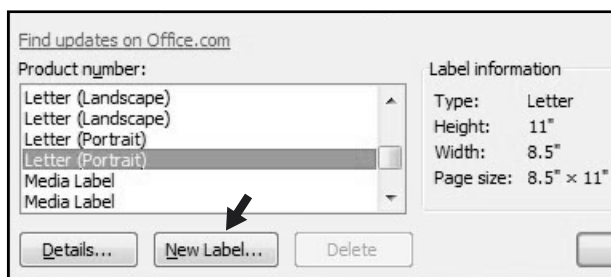 Find updates on Office.com
Product number:
Letter (Landscape)
Letter (Landscape)
Letter (Portrait)
Letter (Portrait)
Media Label
Media Label
Label information
Type: Letter
Height: 11"
Width: 8.5"
Page size: 8.5" × 11"
Details... New Label... Delete